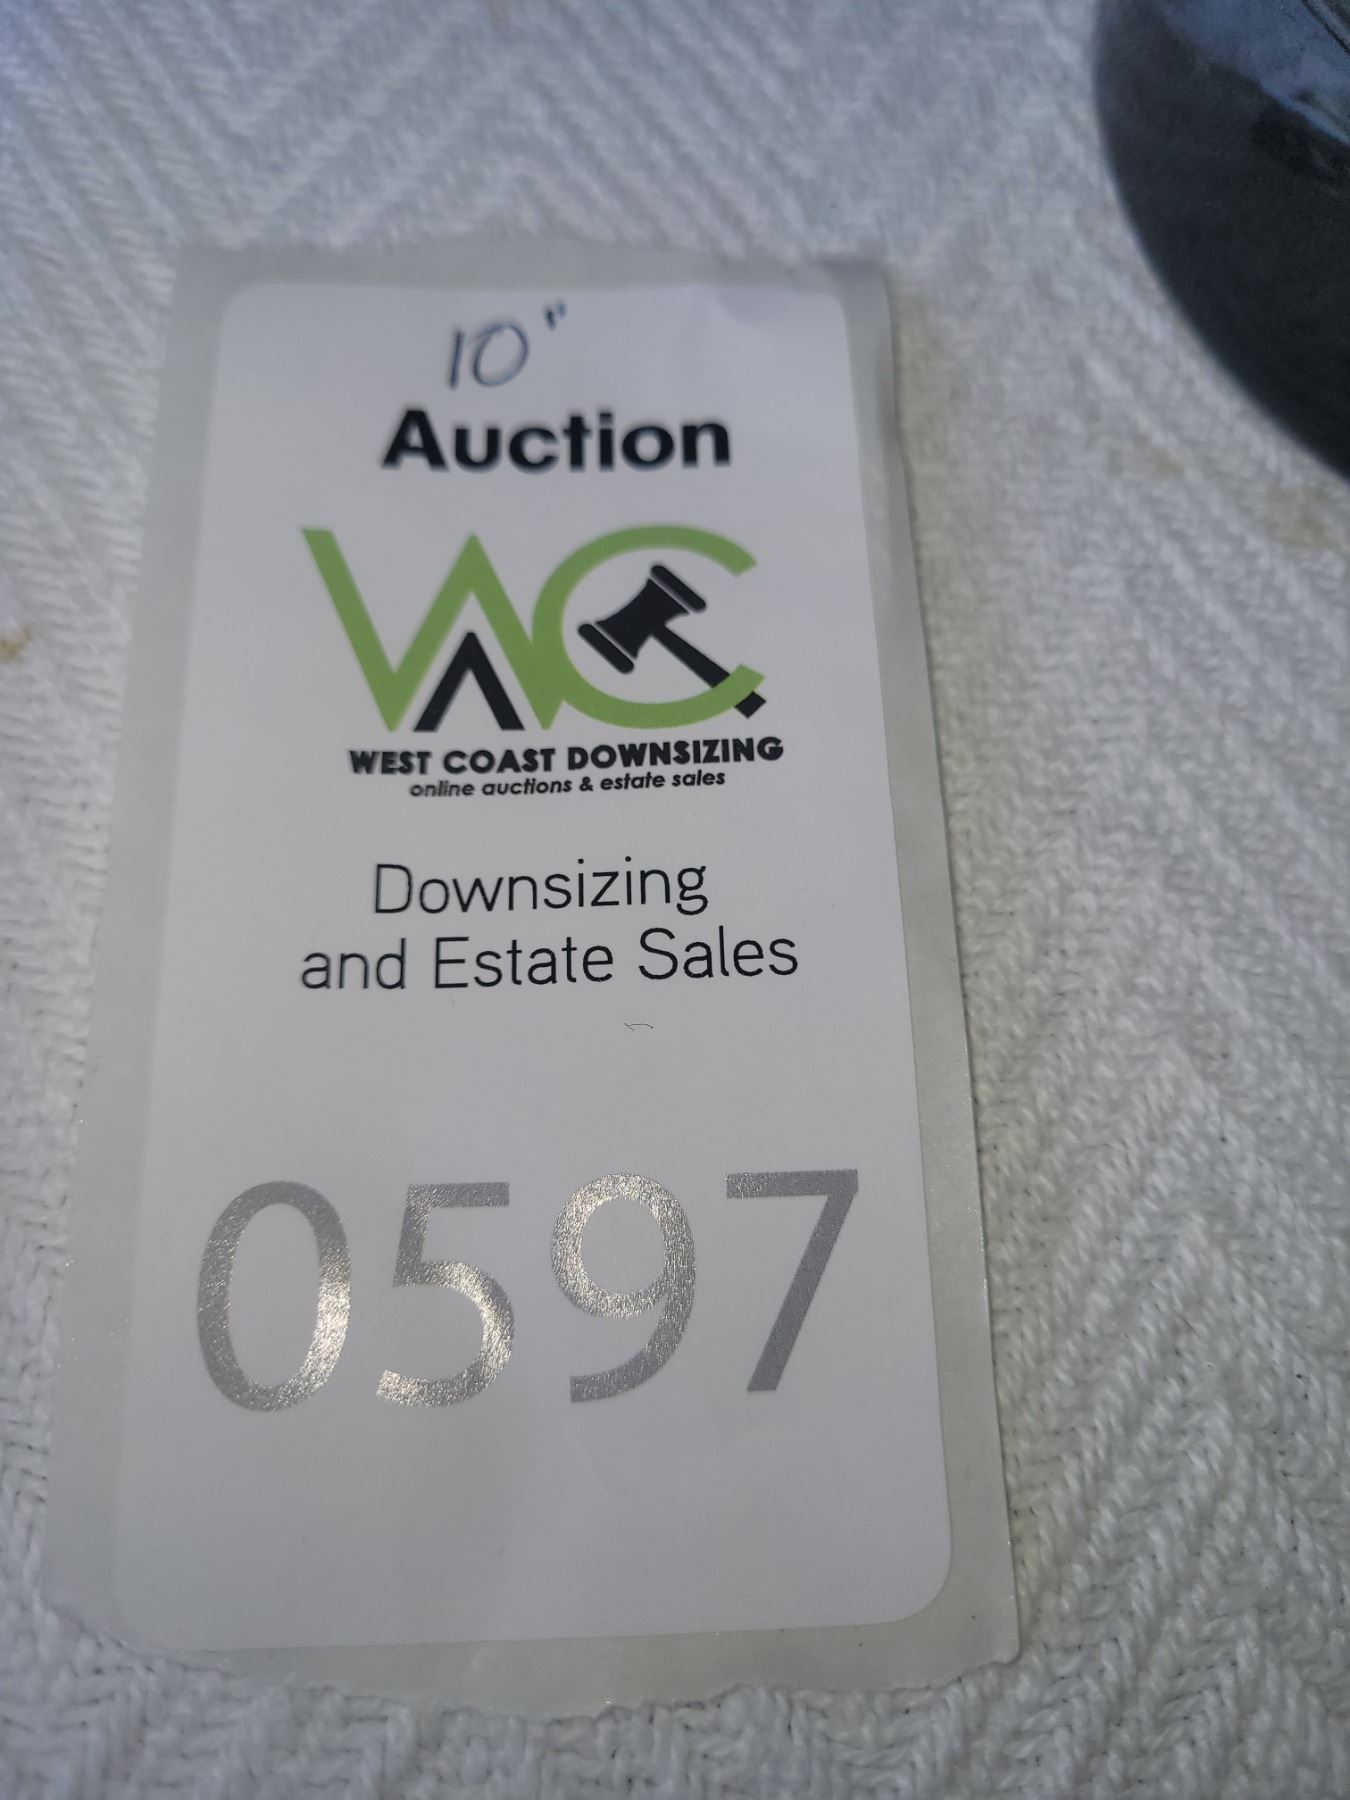 10"
Auction
WC
WEST COAST DOWNSIZING
online auctions & estate sales
Downsizing
and Estate Sales
0597